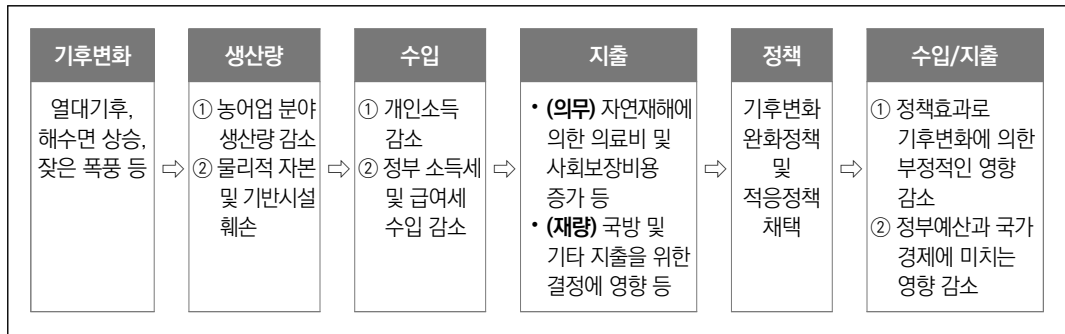 기후변화
열대기후,
해수면 상승,
잦은 폭풍 등
⇨
생산량
① 농어업 분야
생산량 감소
② 물리적 자본
및 기반시설
훼손
⇨
수입
① 개인소득
감소
② 정부 소득세
및 급여세
수입 감소
⇨
지출
• (의무) 자연재해에
의한 의료비 및
사회보장비용
증가 등
• (재량) 국방 및
기타 지출을 위한
결정에 영향 등
⇨
정책
기후변화
완화정책
및
적응정책
채택
⇨
수입/지출
① 정책효과로
기후변화에 의한
부정적인 영향
감소
② 정부예산과 국가
경제에 미치는
영향 감소